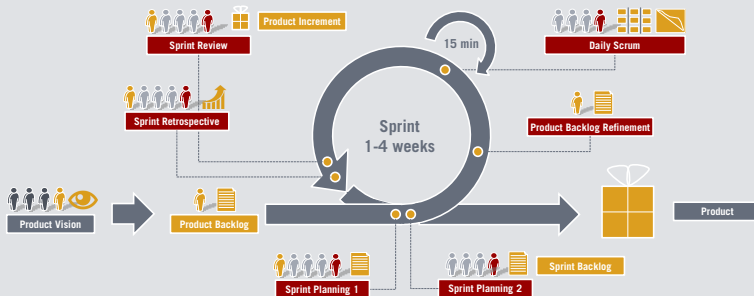 Product Increment
Sprint Review
15 min
Daily Scrum
Sprint Retrospective
Sprint
1-4 weeks
Product Backlog Refinement
Product Vision
Product Backlog
Product
Sprint Planning 1
Sprint Planning 2
Sprint Backlog